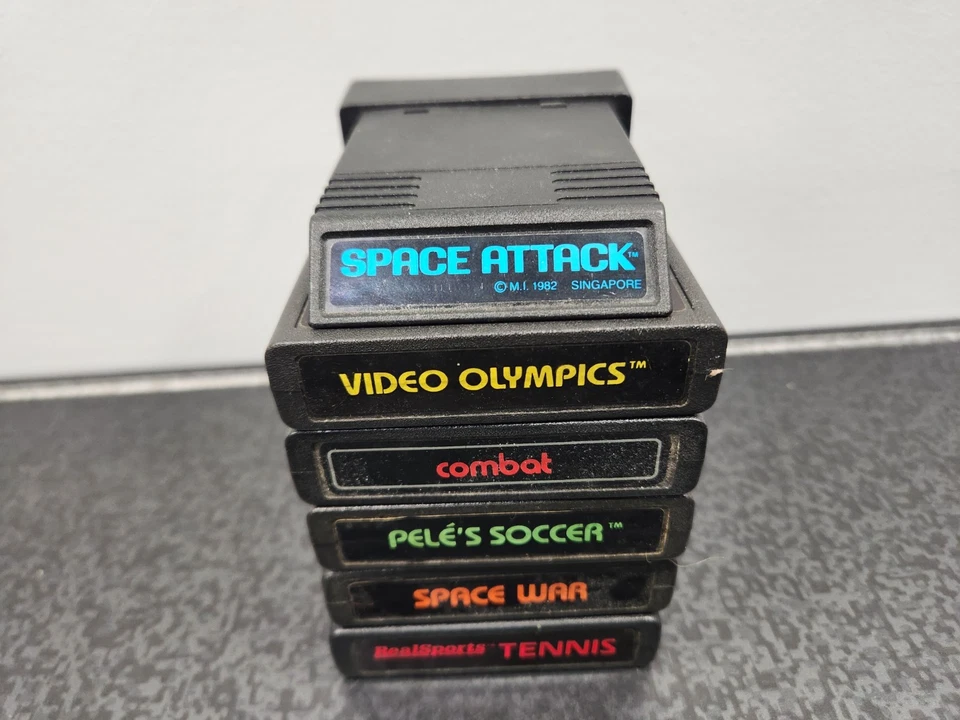 SPACE ATTACK™
© M.I. 1982 SINGAPORE
VIDEO OLYMPICS™
combat
PELÉ'S SOCCER™
SPACE WAR
RealSports™ TENNIS